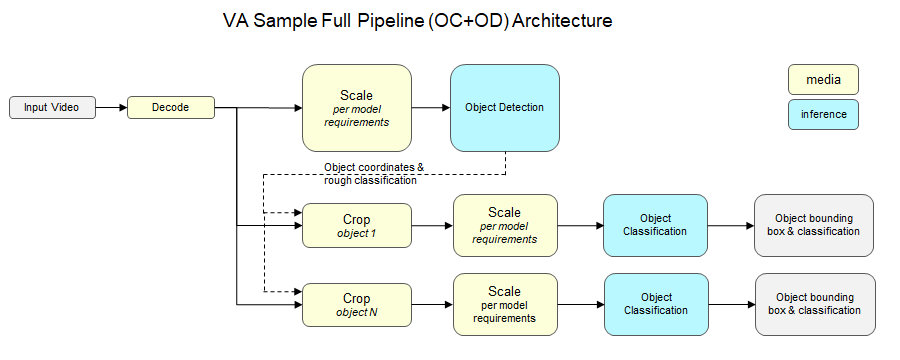 VA Sample Full Pipeline (OC+OD) Architecture
media
inference
Input Video
Decode
Scale
per model
requirements
Object Detection
Object coordinates &
rough classification
Crop
object 1
Scale
per model
requirements
Object
Classification
Object bounding
box & classification
Crop
object N
Scale
per model
requirements
Object
Classification
Object bounding
box & classification